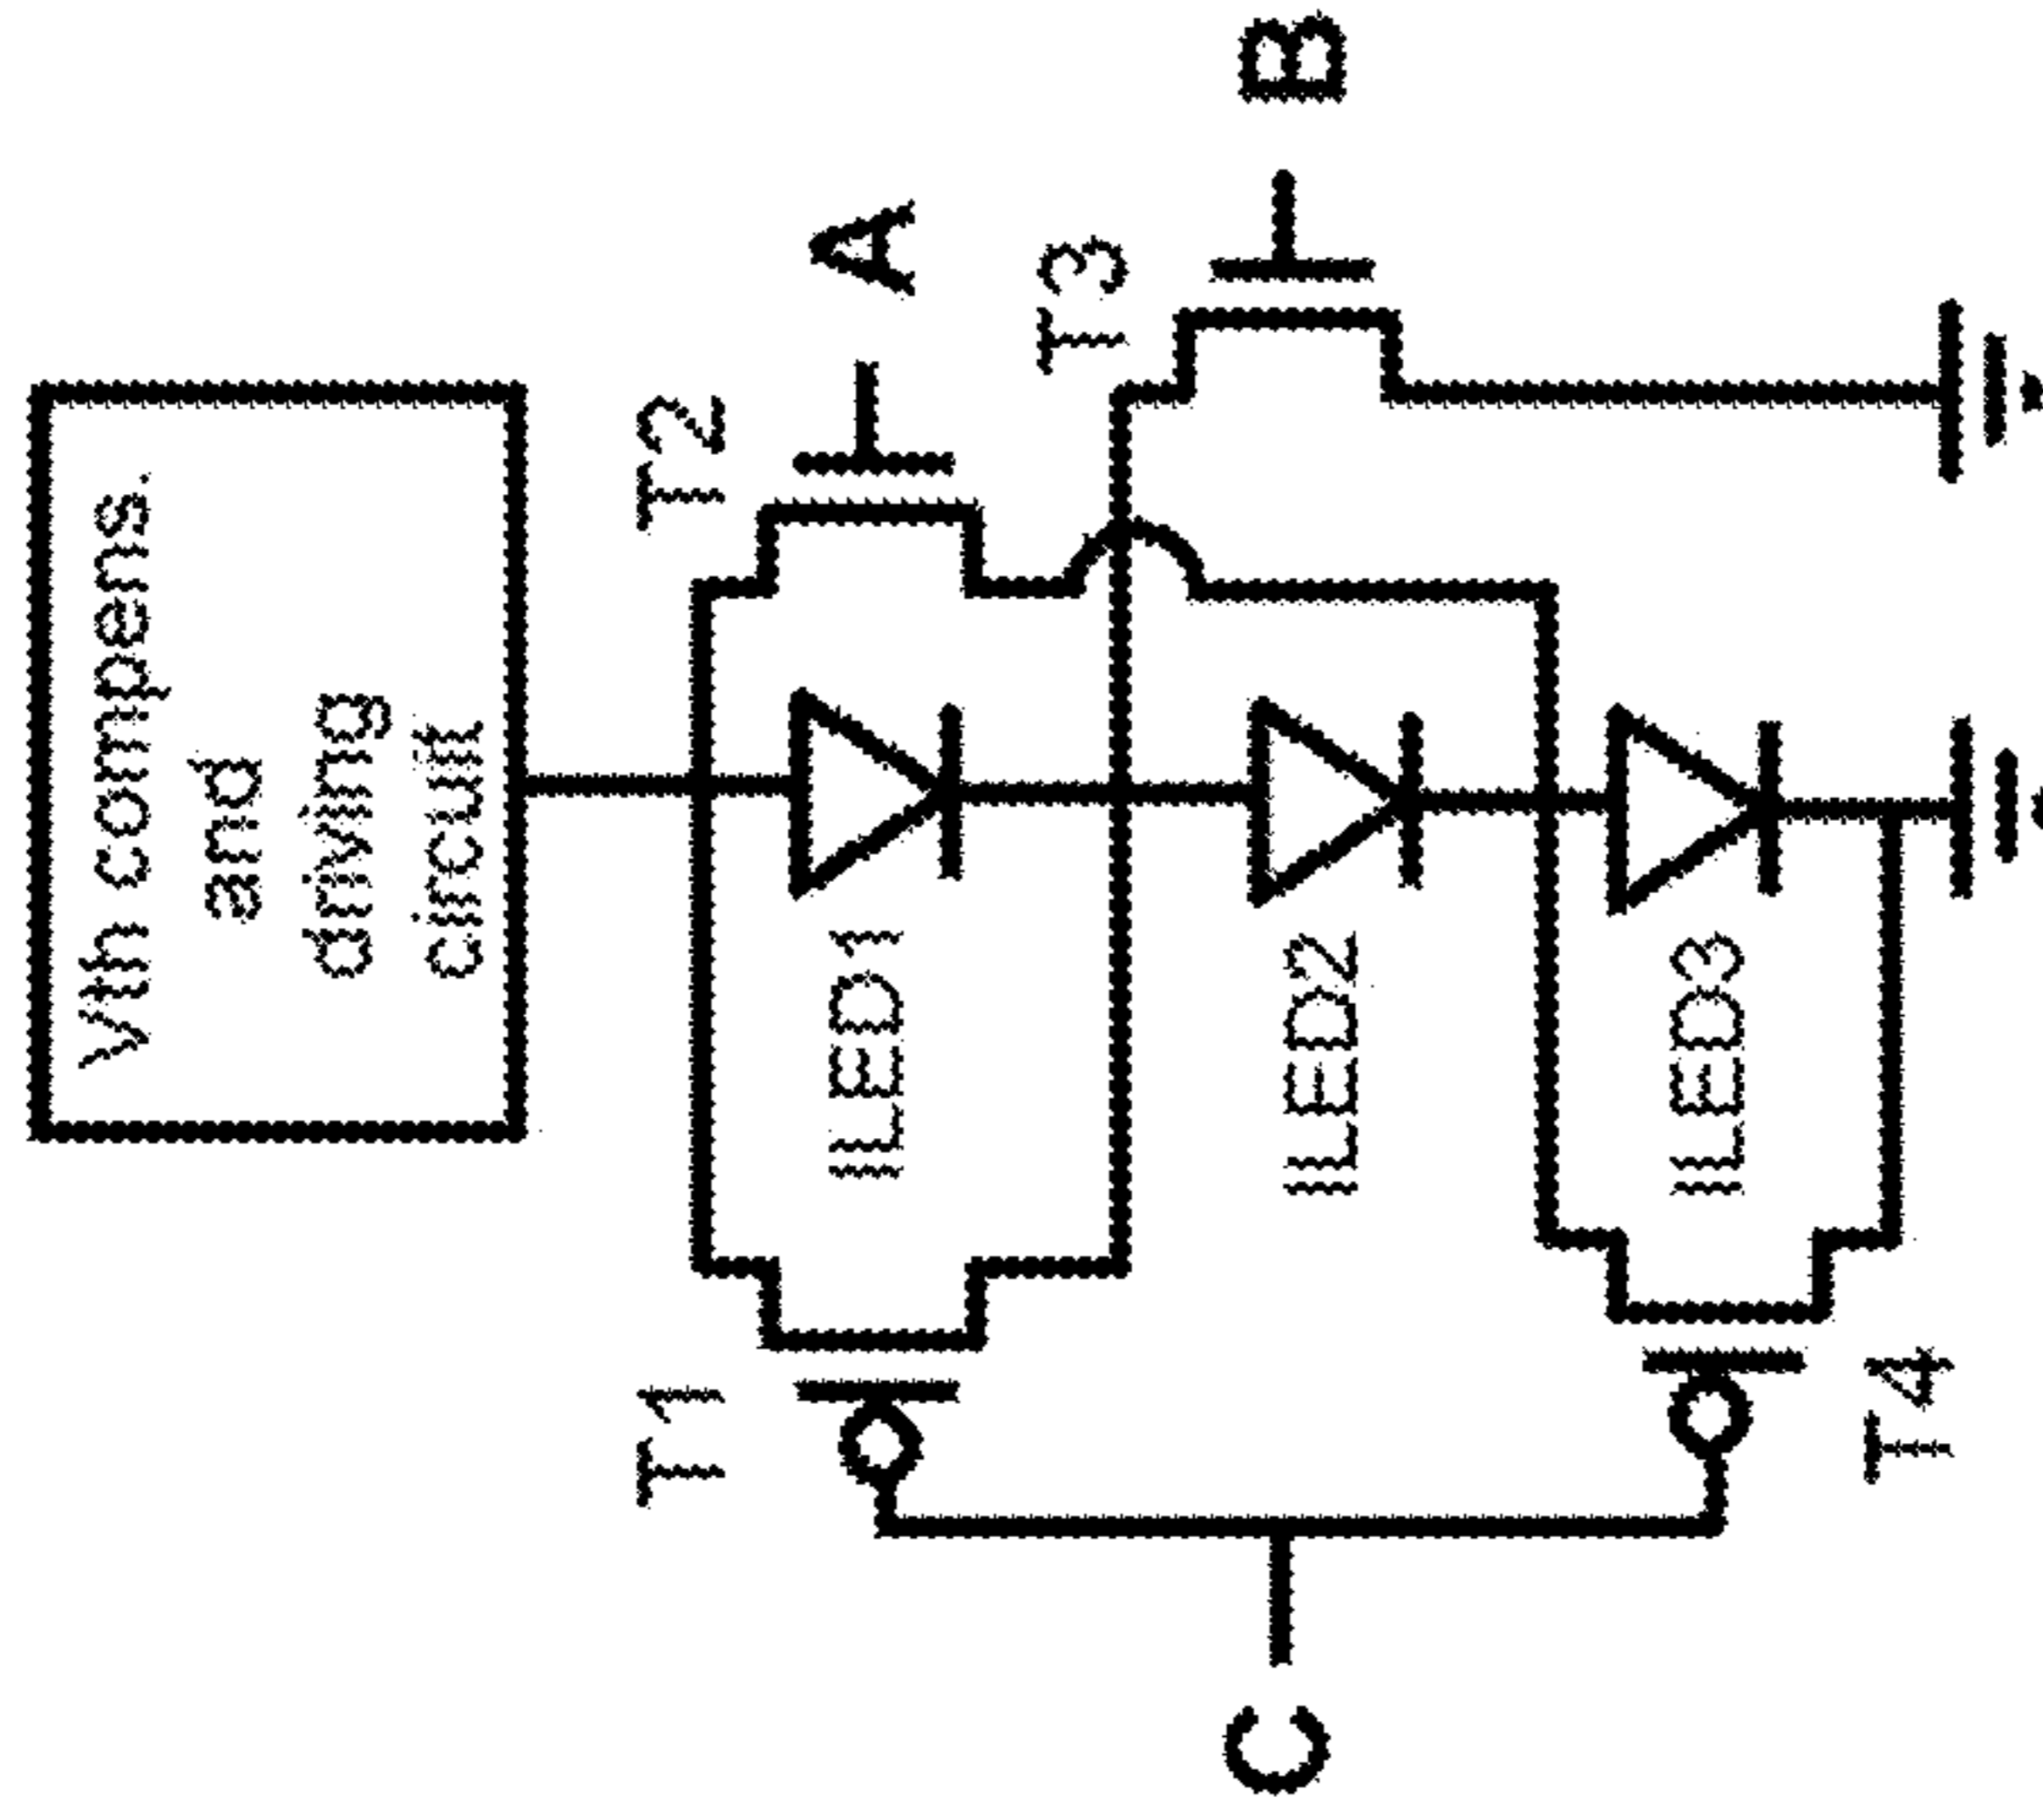 Vth compens.
and
driving
circuit
T2
A
T3
B
ILED1
ILED2
ILED3
T1
T4
C